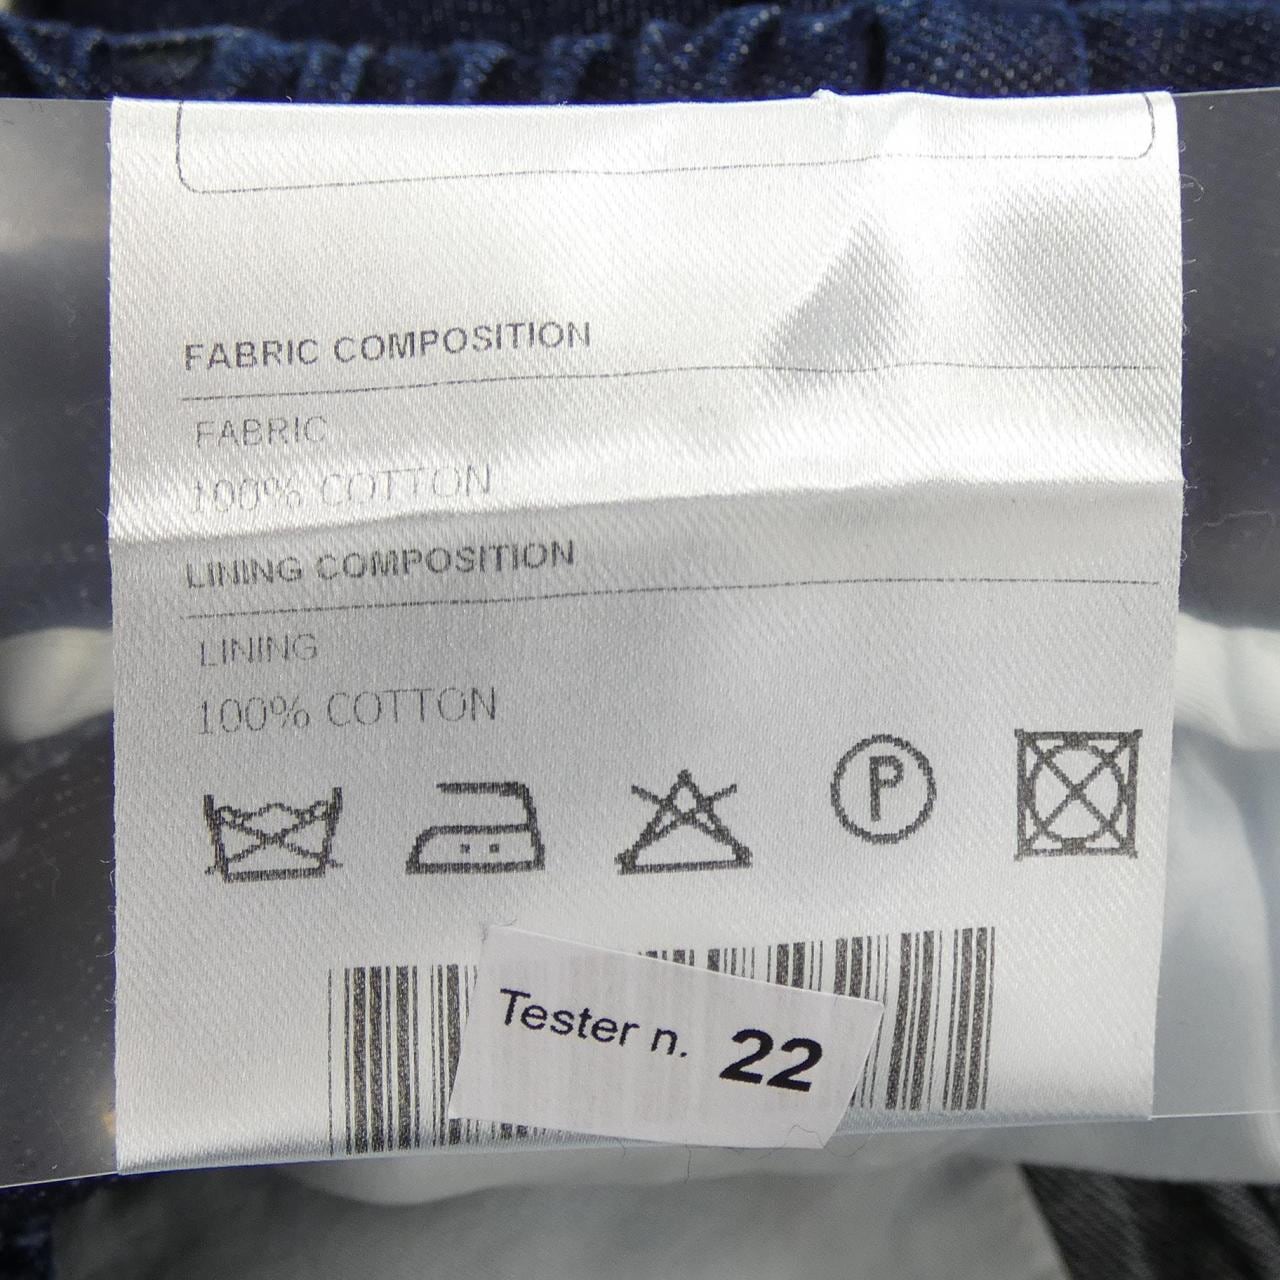 FABRIC COMPOSITION
FABRIC
100% COTTON
LINING COMPOSITION
LINING
100% COTTON
P
Tester n. 22